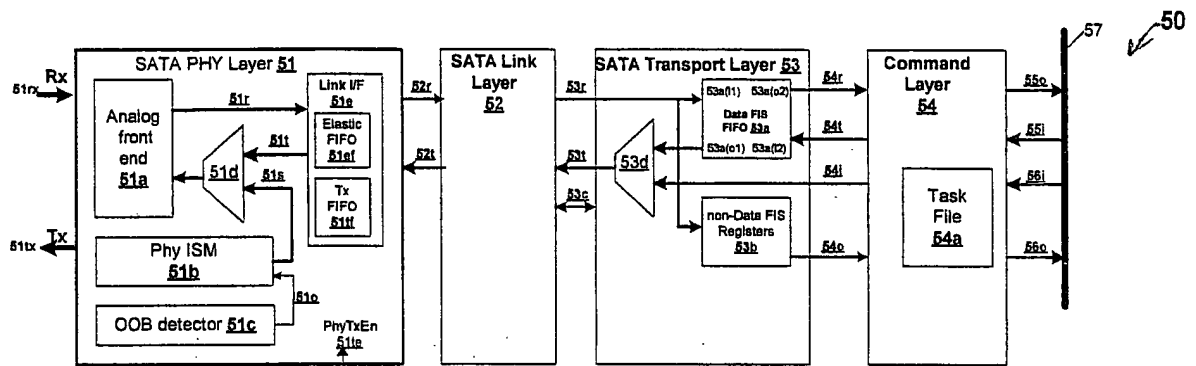 50
57
SATA PHY Layer 51
Rx
51rx
Analog
front
end
51a
51r
Link I/F
51e
Elastic
FIFO
51ef
Tx
FIFO
51tf
51t
51d
51s
Tx
51tx
Phy ISM
51b
51o
OOB detector 51c
PhyTxEn
51te
52r
52t
SATA Link
Layer
52
53r
53t
53c
SATA Transport Layer 53
53a(i1) 53a(o2)
Data FIS
FIFO 53a
53a(o1) 53a(i2)
53d
non-Data FIS
Registers
53b
54r
54t
54i
54o
Command
Layer
54
Task
File
54a
55o
55i
56i
56o